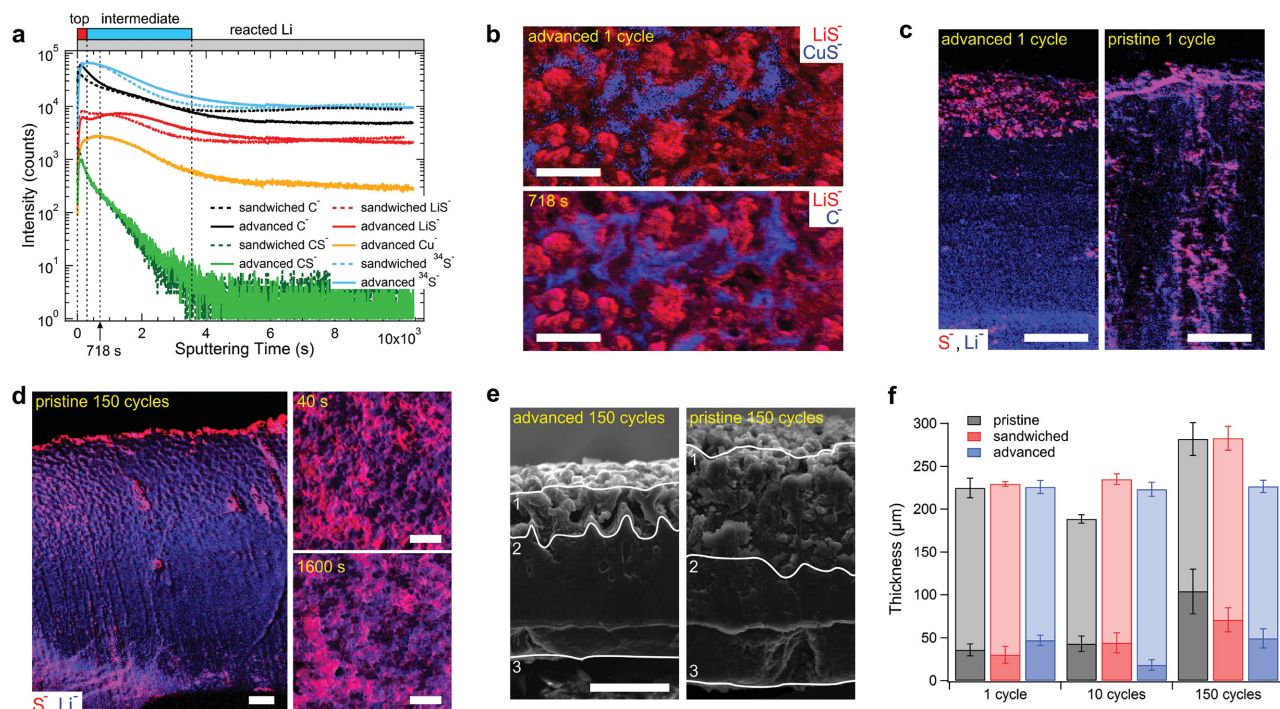 a
top intermediate
reacted Li
10⁵
10⁴
10³
10²
10¹
10⁰
Intensity (counts)
sandwiched C⁻
advanced C⁻
sandwiched CS⁻
advanced CS⁻
sandwiched LiS⁻
advanced LiS⁻
advanced Cu⁻
sandwiched ³⁴S⁻
advanced ³⁴S⁻
0 2 4 6 8 10x10³
718 s
Sputtering Time (s)
b
advanced 1 cycle
LiS⁻
CuS⁻
718 s
LiS⁻
C⁻
c
advanced 1 cycle
pristine 1 cycle
S⁻, Li⁻
d
pristine 150 cycles
40 s
1600 s
S⁻ Li⁻
e
advanced 150 cycles
pristine 150 cycles
1
2
3
1
2
3
f
pristine
sandwiched
advanced
300
250
200
150
100
50
0
Thickness (µm)
1 cycle
10 cycles
150 cycles